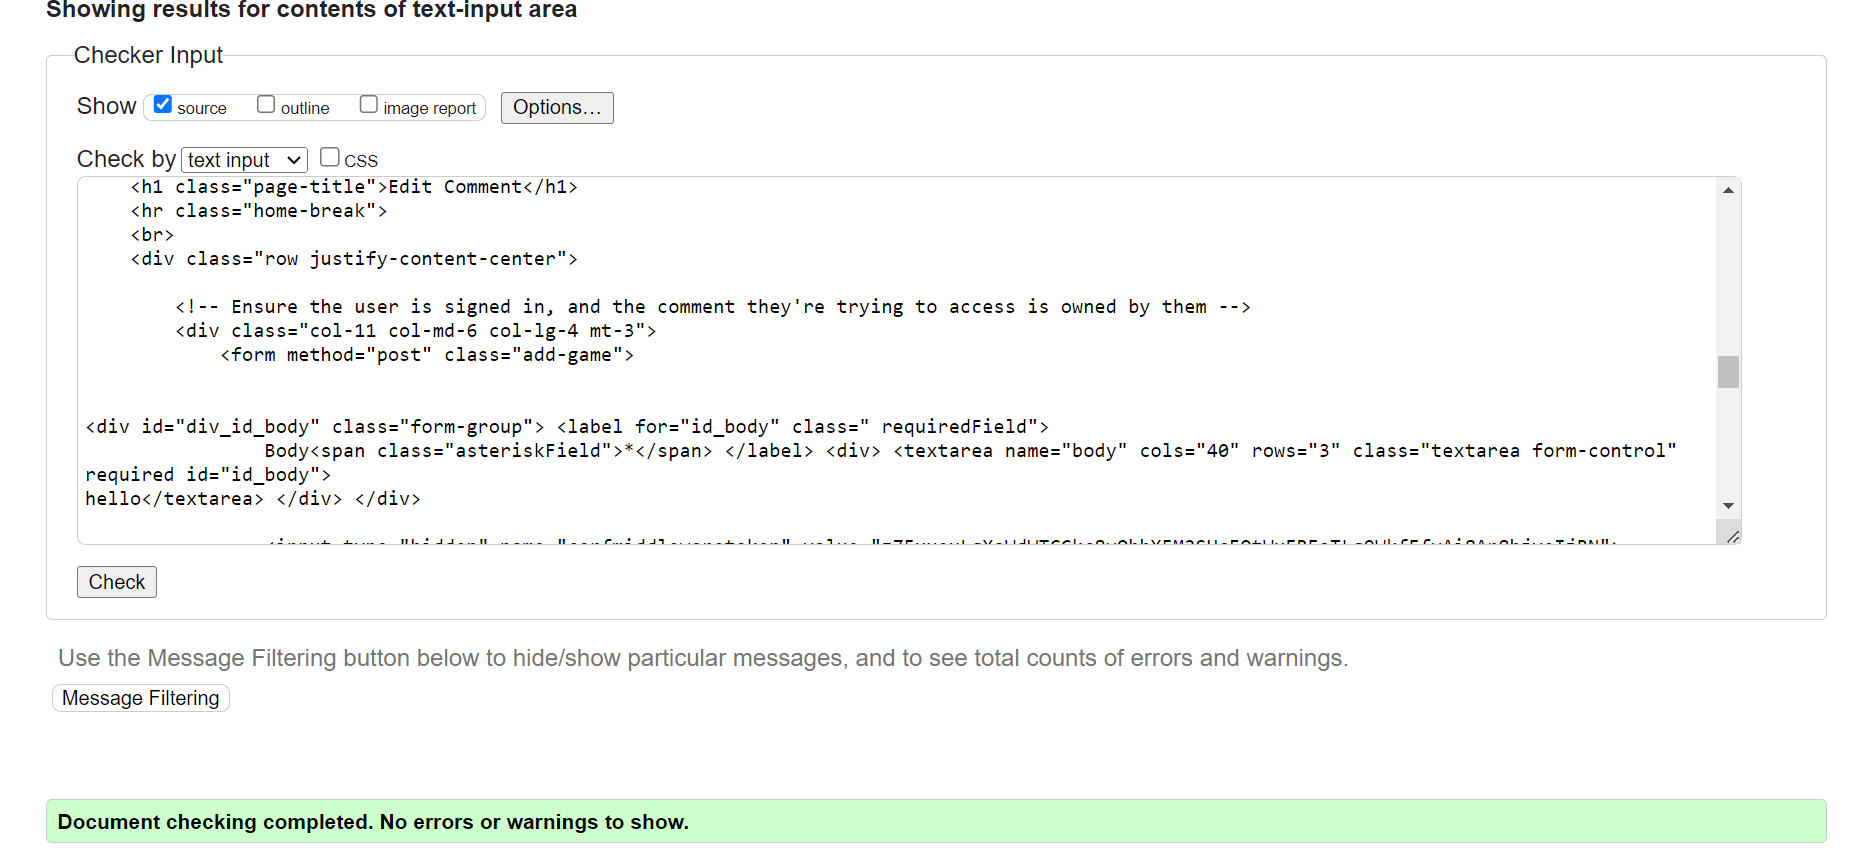 Showing results for contents of text-input area
Checker Input
Show source outline image report Options...
Check by text input CSS
<h1 class="page-title">Edit Comment</h1>
<hr class="home-break">
<br>
<div class="row justify-content-center">
<!-- Ensure the user is signed in, and the comment they're trying to access is owned by them -->
<div class="col-11 col-md-6 col-lg-4 mt-3">
<form method="post" class="add-game">
<div id="div_id_body" class="form-group"> <label for="id_body" class=" requiredField">
Body<span class="asteriskField">*</span> </label> <div> <textarea name="body" cols="40" rows="3" class="textarea form-control"
required id="id_body">
hello</textarea> </div> </div>
Check
Use the Message Filtering button below to hide/show particular messages, and to see total counts of errors and warnings.
Message Filtering
Document checking completed. No errors or warnings to show.